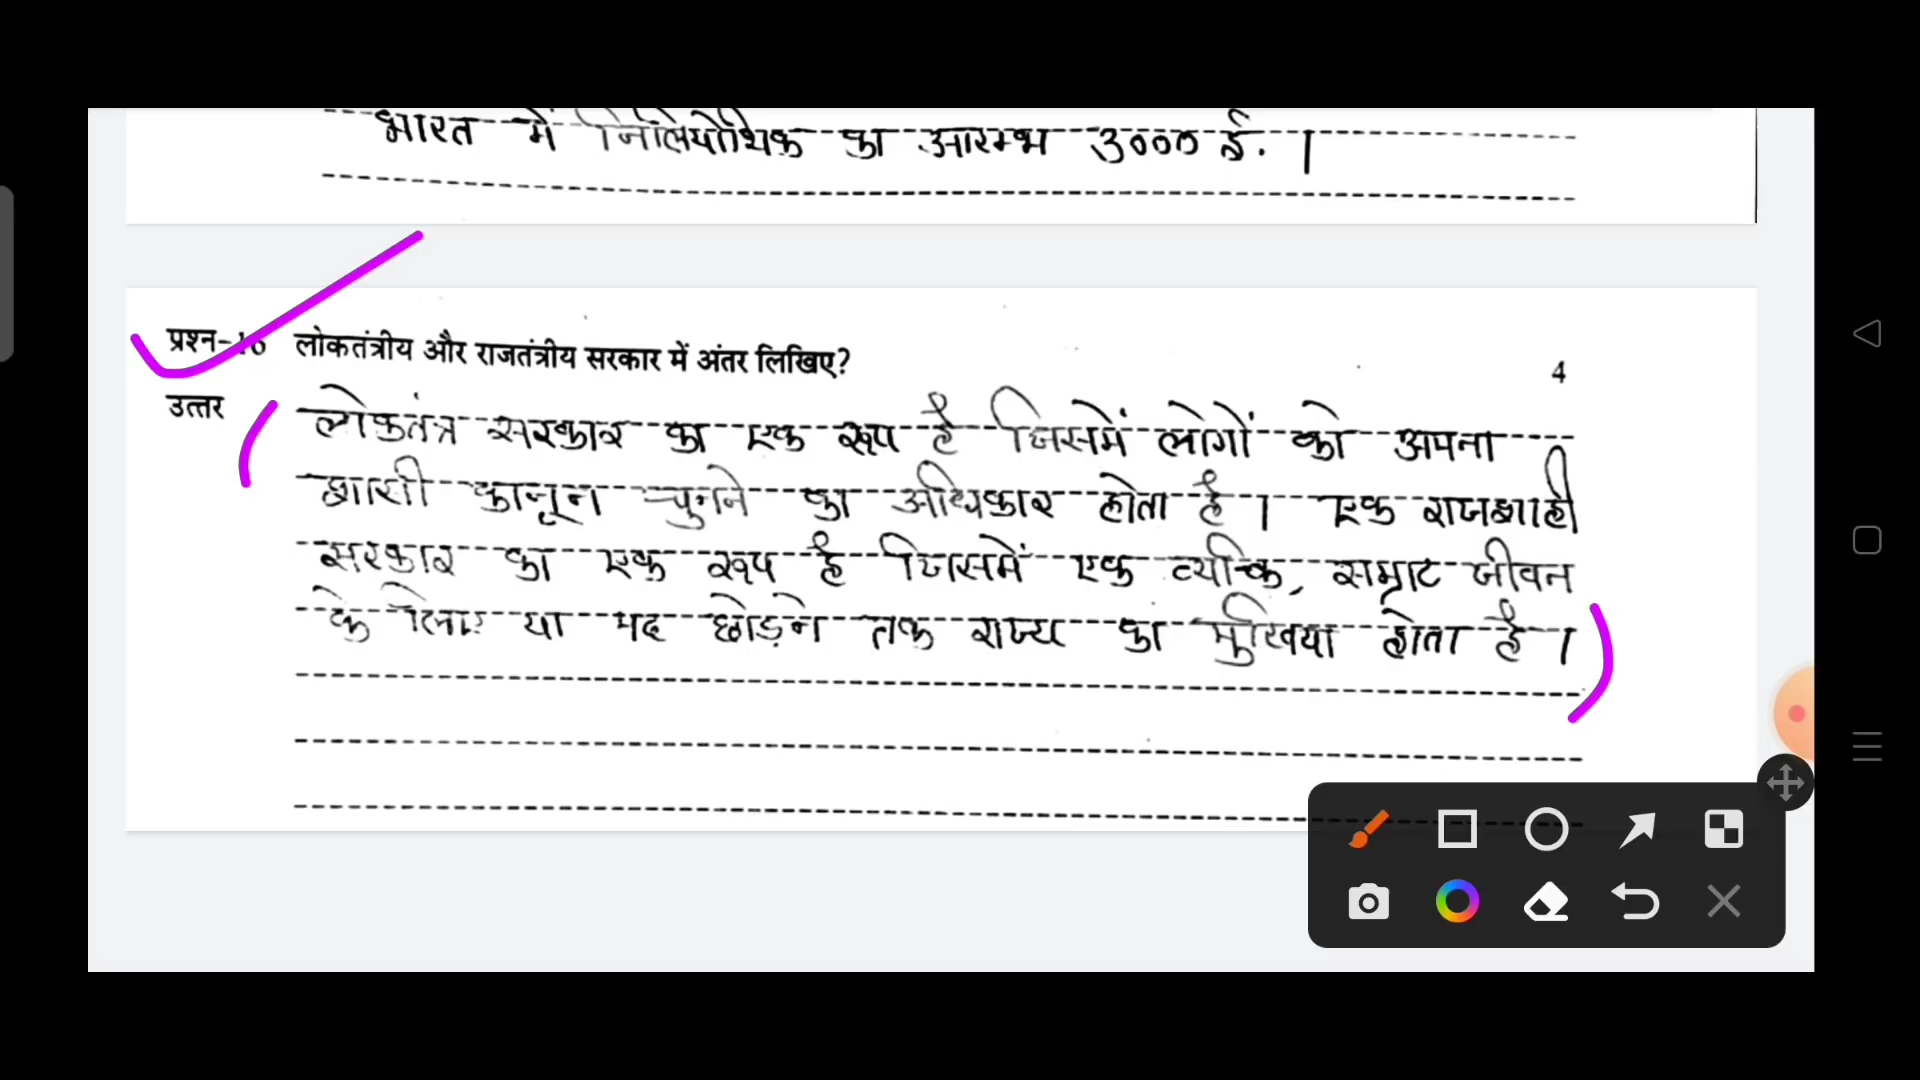 भारत में का आरम्भ 3000 ई. ।
प्रश्न-16 लोकतंत्रीय और राजतंत्रीय सरकार में अंतर लिखिए?
4
उत्तर
लोकतंत्र सरकार का एक रूप है जिसमें लोगों को अपना
कानून चुनने का अधिकार होता है। एक राजशाही
सरकार का एक रूप है जिसमें एक व्यक्ति, सम्राट जीवन
के लिए या पद छोड़ने तक राज्य का मुखिया होता है।